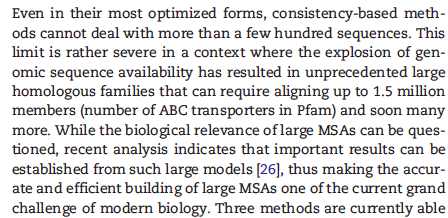 Even in their most optimized forms, consistency-based meth-
ods cannot deal with more than a few hundred sequences. This
limit is rather severe in a context where the explosion of gen-
omic sequence availability has resulted in unprecedented large
homologous families that can require aligning up to 1.5 million
members (number of ABC transporters in Pfam) and soon many
more. While the biological relevance of large MSAs can be ques-
tioned, recent analysis indicates that important results can be
established from such large models [26], thus making the accur-
ate and efficient building of large MSAs one of the current grand
challenge of modern biology. Three methods are currently able